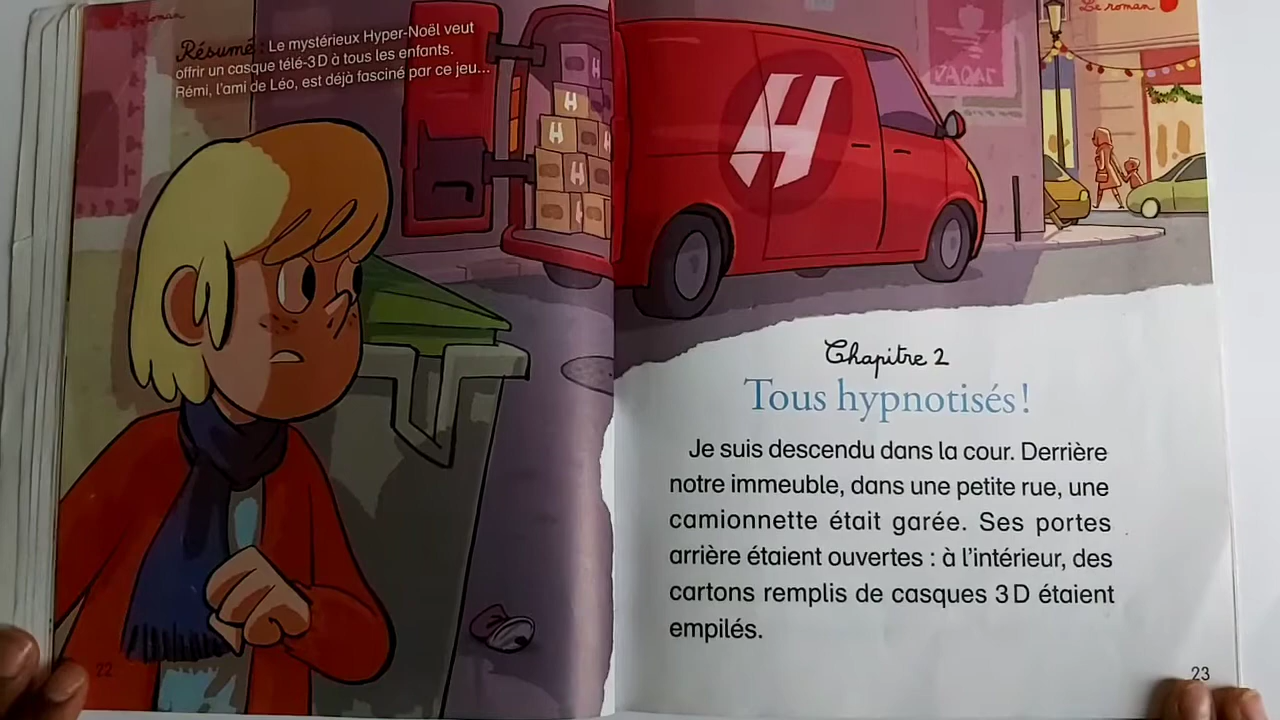 Le roman
Résumé : Le mystérieux Hyper-Noël veut
offrir un casque télé-3D à tous les enfants.
Rémi, l'ami de Léo, est déjà fasciné par ce jeu...
H
Le roman
Chapitre 2
Tous hypnotisés!
Je suis descendu dans la cour. Derrière
notre immeuble, dans une petite rue, une
camionnette était garée. Ses portes
arrière étaient ouvertes : à l'intérieur, des
cartons remplis de casques 3D étaient
empilés.
22
23